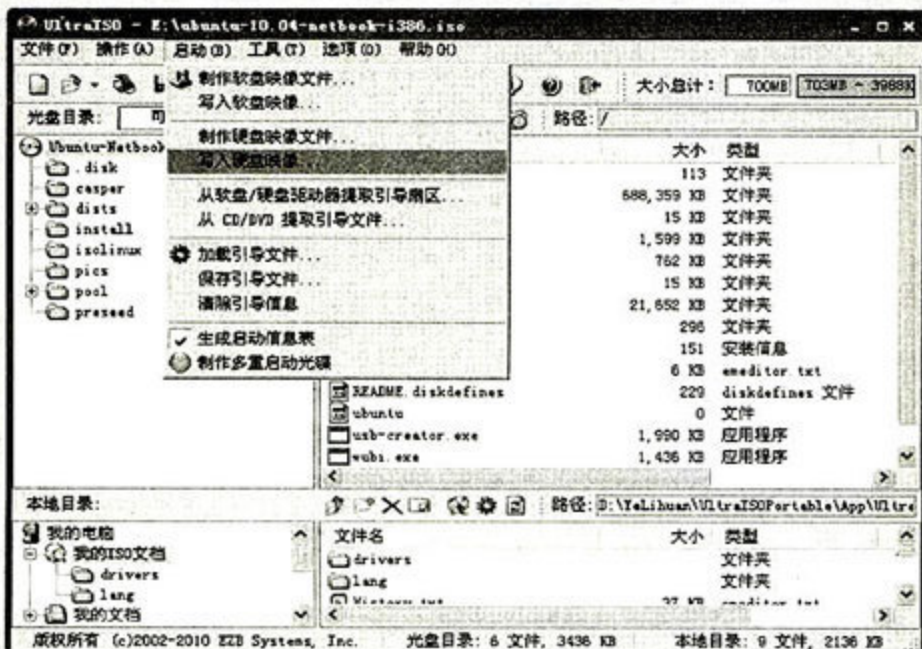 UltraISO - E:\ubuntu-10.04-netbook-i386.iso
文件(F) 操作(A) 启动(B) 工具(T) 选项(O) 帮助(H)
大小总计: 700MB 703MB - 3988K
光盘目录: 可
路径: /
制作软盘映像文件...
写入软盘映像...
制作硬盘映像文件...
写入硬盘映像...
从软盘/硬盘驱动器提取引导扇区...
从 CD/DVD 提取引导文件...
加载引导文件...
保存引导文件...
清除引导信息
生成启动信息表
制作多重启动光碟
Ubuntu-Netbook
.disk
casper
dists
install
isolinux
pics
pool
preseed
大小 类型
113 文件夹
688,359 KB 文件夹
15 KB 文件夹
1,599 KB 文件夹
762 KB 文件夹
15 KB 文件夹
21,652 KB 文件夹
296 文件夹
151 安装信息
6 KB emeditor.txt
README.diskdefines 229 diskdefines 文件
ubuntu 0 文件
usb-creator.exe 1,990 KB 应用程序
wubi.exe 1,436 KB 应用程序
本地目录:
路径: D:\YeLihuan\UltraISOPortable\App\Ultra
我的电脑
我的ISO文档
drivers
lang
我的文档
文件名 大小 类型
drivers 文件夹
lang 文件夹
History.txt 37 KB emeditor.txt
版权所有 (c)2002-2010 EZB Systems, Inc.
光盘目录: 6 文件, 3436 KB
本地目录: 9 文件, 2136 KB